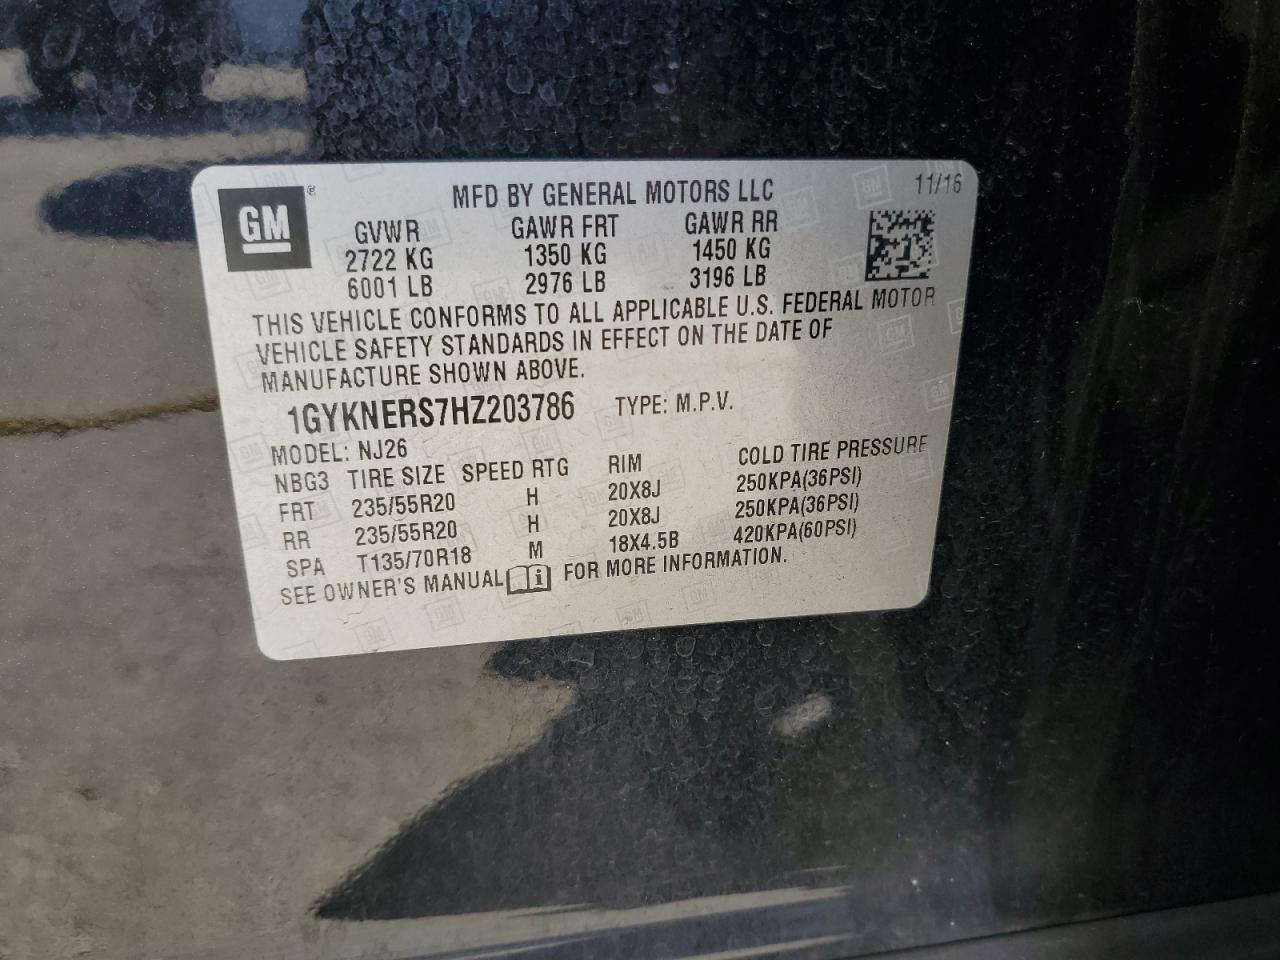 GM ®
MFD BY GENERAL MOTORS LLC 11/16
GVWR GAWR FRT GAWR RR
2722 KG 1350 KG 1450 KG
6001 LB 2976 LB 3196 LB
THIS VEHICLE CONFORMS TO ALL APPLICABLE U.S. FEDERAL MOTOR
VEHICLE SAFETY STANDARDS IN EFFECT ON THE DATE OF
MANUFACTURE SHOWN ABOVE.
1GYKNERS7HZ203786 TYPE: M.P.V.
MODEL: NJ26
NBG3 TIRE SIZE SPEED RTG RIM COLD TIRE PRESSURE
FRT 235/55R20 H 20X8J 250KPA(36PSI)
RR 235/55R20 H 20X8J 250KPA(36PSI)
SPA T135/70R18 M 18X4.5B 420KPA(60PSI)
SEE OWNER'S MANUAL i FOR MORE INFORMATION.